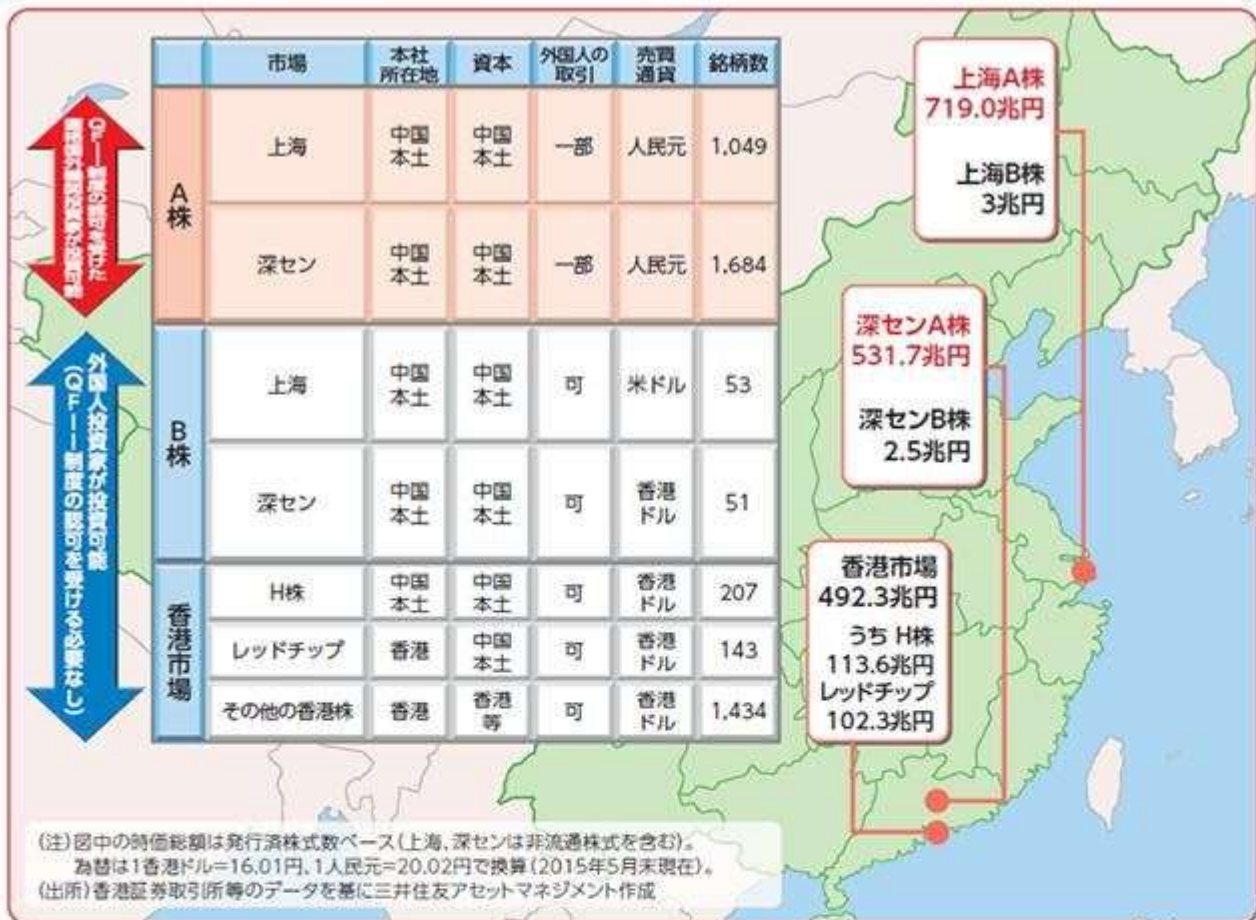 市場 本社所在地 資本 外国人の取引 売買通貨 銘柄数
A株
上海 中国本土 中国本土 一部 人民元 1,049
深セン 中国本土 中国本土 一部 人民元 1,684
B株
上海 中国本土 中国本土 可 米ドル 53
深セン 中国本土 中国本土 可 香港ドル 51
香港市場
H株 中国本土 中国本土 可 香港ドル 207
レッドチップ 香港 中国本土 可 香港ドル 143
その他の香港株 香港 香港等 可 香港ドル 1,434
外国人投資家が投資可能
(QFII制度の認可を受ける必要なし)
上海A株
719.0兆円
上海B株
3兆円
深センA株
531.7兆円
深センB株
2.5兆円
香港市場
492.3兆円
うち H株
113.6兆円
レッドチップ
102.3兆円
(注)図中の時価総額は発行済株式数ベース(上海、深センは非流通株式を含む)。
為替は1香港ドル=16.01円、1人民元=20.02円で換算(2015年5月末現在)。
(出所)香港証券取引所等のデータを基に三井住友アセットマネジメント作成